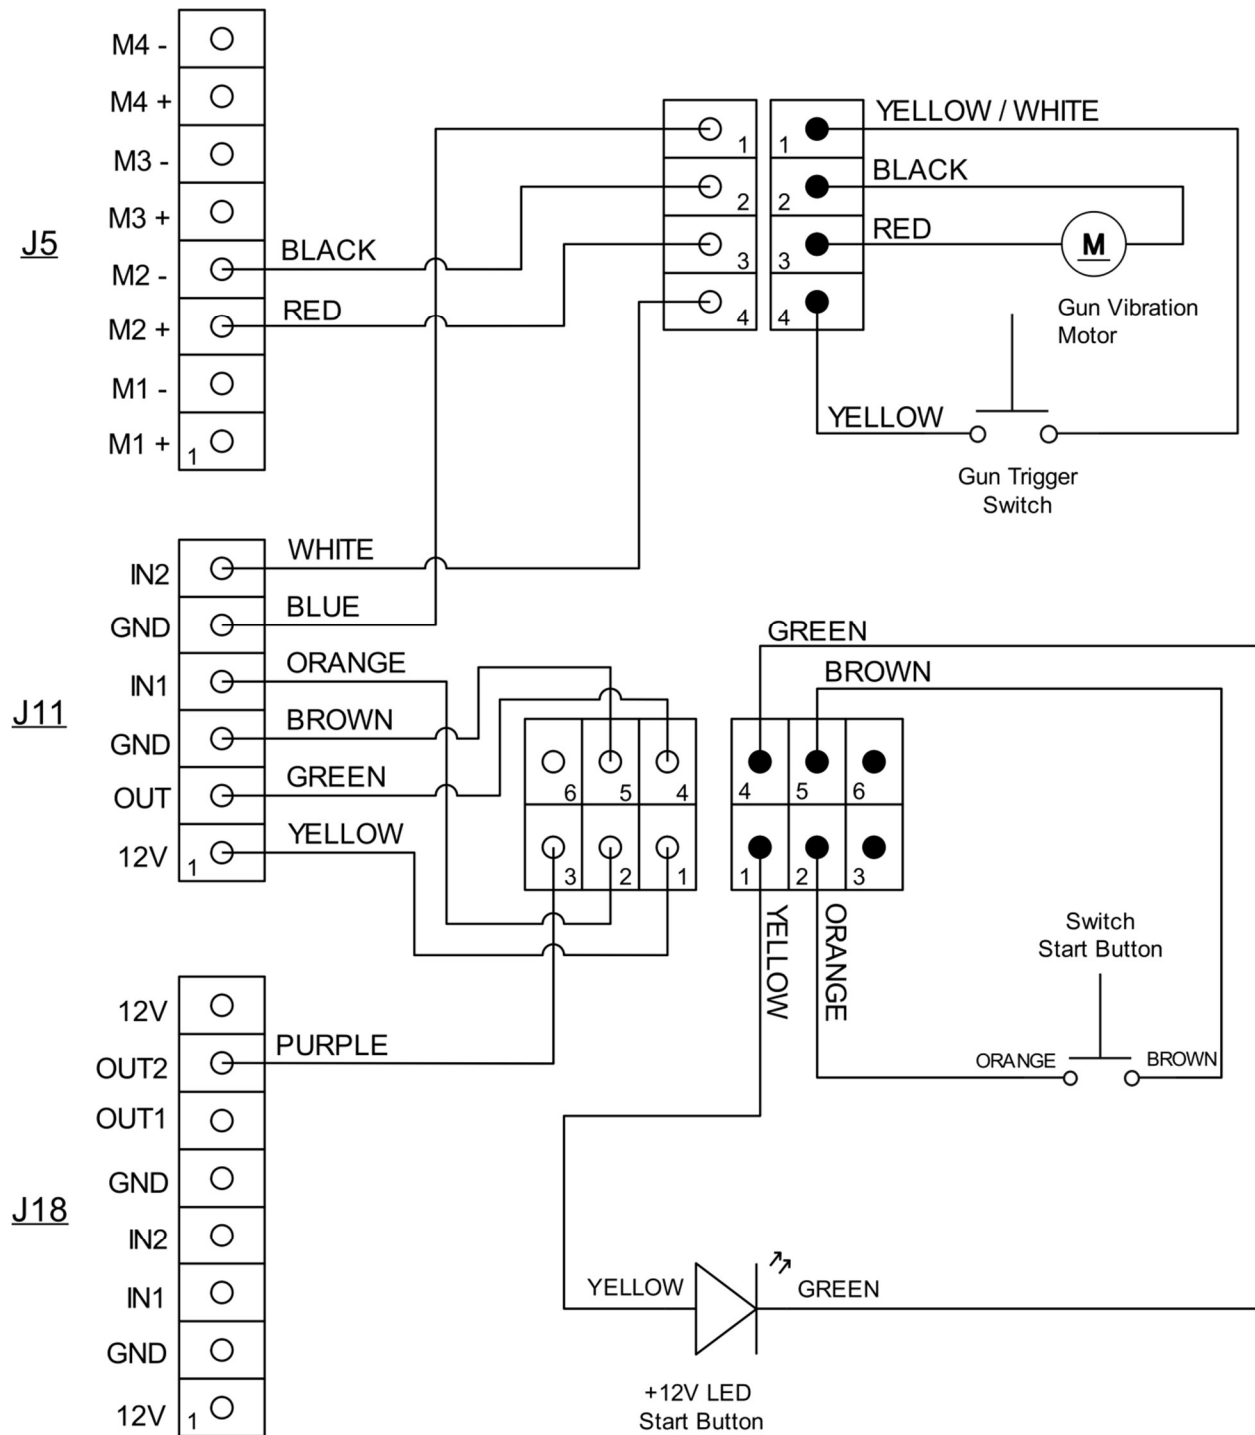 J5
M4 -
M4 +
M3 -
M3 +
M2 -
M2 +
M1 -
M1 +
1
BLACK
RED
1
2
3
4
1
2
3
4
YELLOW / WHITE
BLACK
RED
M
Gun Vibration
Motor
YELLOW
Gun Trigger
Switch
J11
IN2
GND
IN1
GND
OUT
12V
1
WHITE
BLUE
ORANGE
BROWN
GREEN
YELLOW
6
5
4
3
2
1
GREEN
BROWN
4
5
6
1
2
3
YELLOW
ORANGE
Switch
Start Button
ORANGE
BROWN
J18
12V
OUT2
OUT1
GND
IN2
IN1
GND
12V
1
PURPLE
YELLOW
GREEN
+12V LED
Start Button